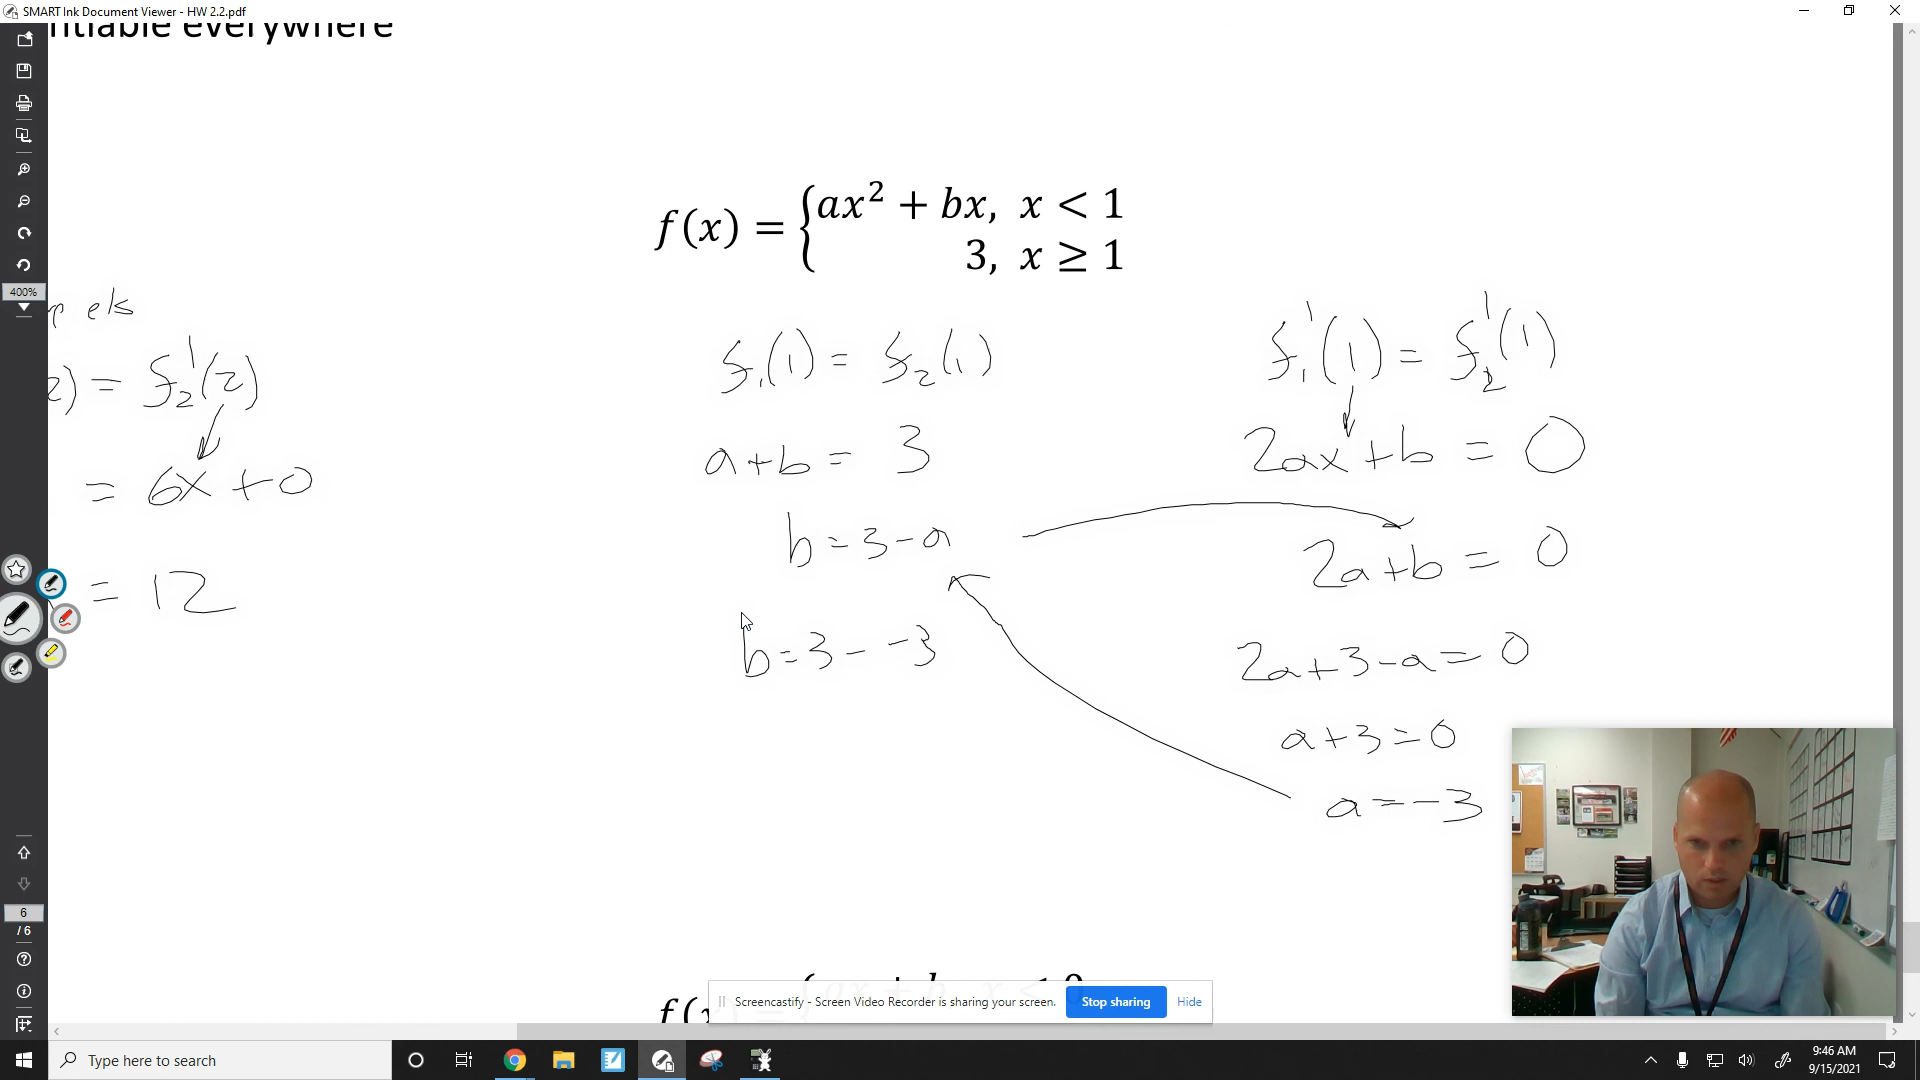 SMART Ink Document Viewer - HW 2.2.pdf
ntiable everywhere
f(x) = { ax² + bx, x < 1
3, x ≥ 1
400%
p els
2) = f₂'(2)
= 6x + 0
= 12
f₁(1) = f₂(1)
a+b = 3
b = 3 - a
b = 3 - -3
f₁'(1) = f₂'(1)
2ax + b = 0
2a + b = 0
2a + 3 - a = 0
a + 3 = 0
a = -3
6
/ 6
Screencastify - Screen Video Recorder is sharing your screen.
Stop sharing
Hide
Type here to search
9:46 AM
9/15/2021